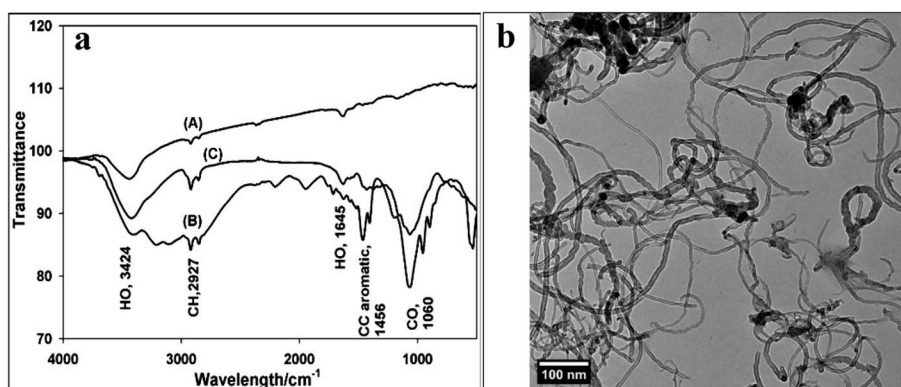 a
120
110
100
90
80
70
Transmittance
(A)
(C)
(B)
HO, 3424
CH,2927
HO, 1645
CC aromatic,
1456
CO,
1060
4000
3000
2000
1000
Wavelength/cm-1
b
100 nm